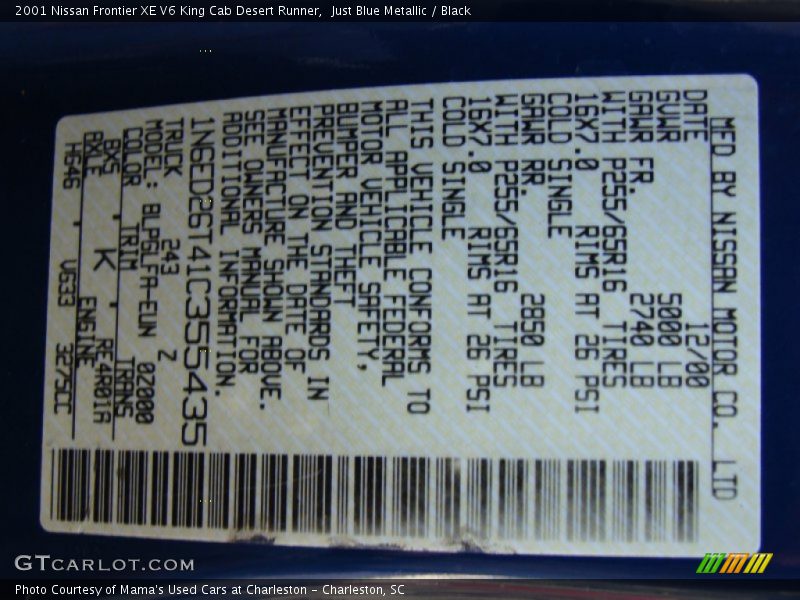 2001 Nissan Frontier XE V6 King Cab Desert Runner,  Just Blue Metallic / Black
MFD BY NISSAN MOTOR CO., LTD
DATE 12/00
GVWR 5000 LB
GAWR FR. 2740 LB
WITH P255/65R16 TIRES
16X7.0 RIMS AT 26 PSI
COLD SINGLE
GAWR RR. 2850 LB
WITH P255/65R16 TIRES
16X7.0 RIMS AT 26 PSI
COLD SINGLE
THIS VEHICLE CONFORMS TO
ALL APPLICABLE FEDERAL
MOTOR VEHICLE SAFETY,
BUMPER AND THEFT
PREVENTION STANDARDS IN
EFFECT ON THE DATE OF
MANUFACTURE SHOWN ABOVE.
SEE OWNERS MANUAL FOR
ADDITIONAL INFORMATION.
1N6ED26T41C355435
TRUCK 243 Z
MODEL: BLPGLFA-EUN 0Z000
COLOR TRIM TRANS
BX5 . K . RE4R01A
AXLE ENGINE
H546 . VG33 3275CC
GTCARLOT.COM
Photo Courtesy of Mama's Used Cars at Charleston - Charleston, SC